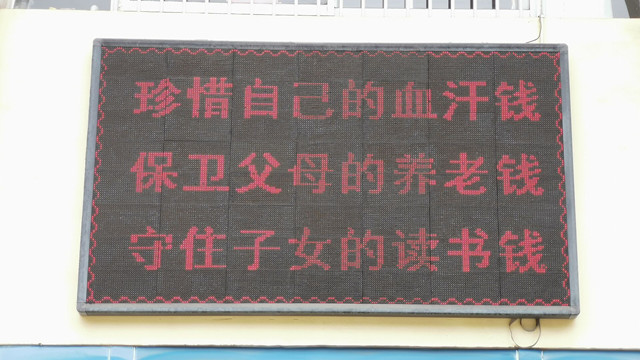 珍惜自己的血汗钱
保卫父母的养老钱
守住子女的读书钱